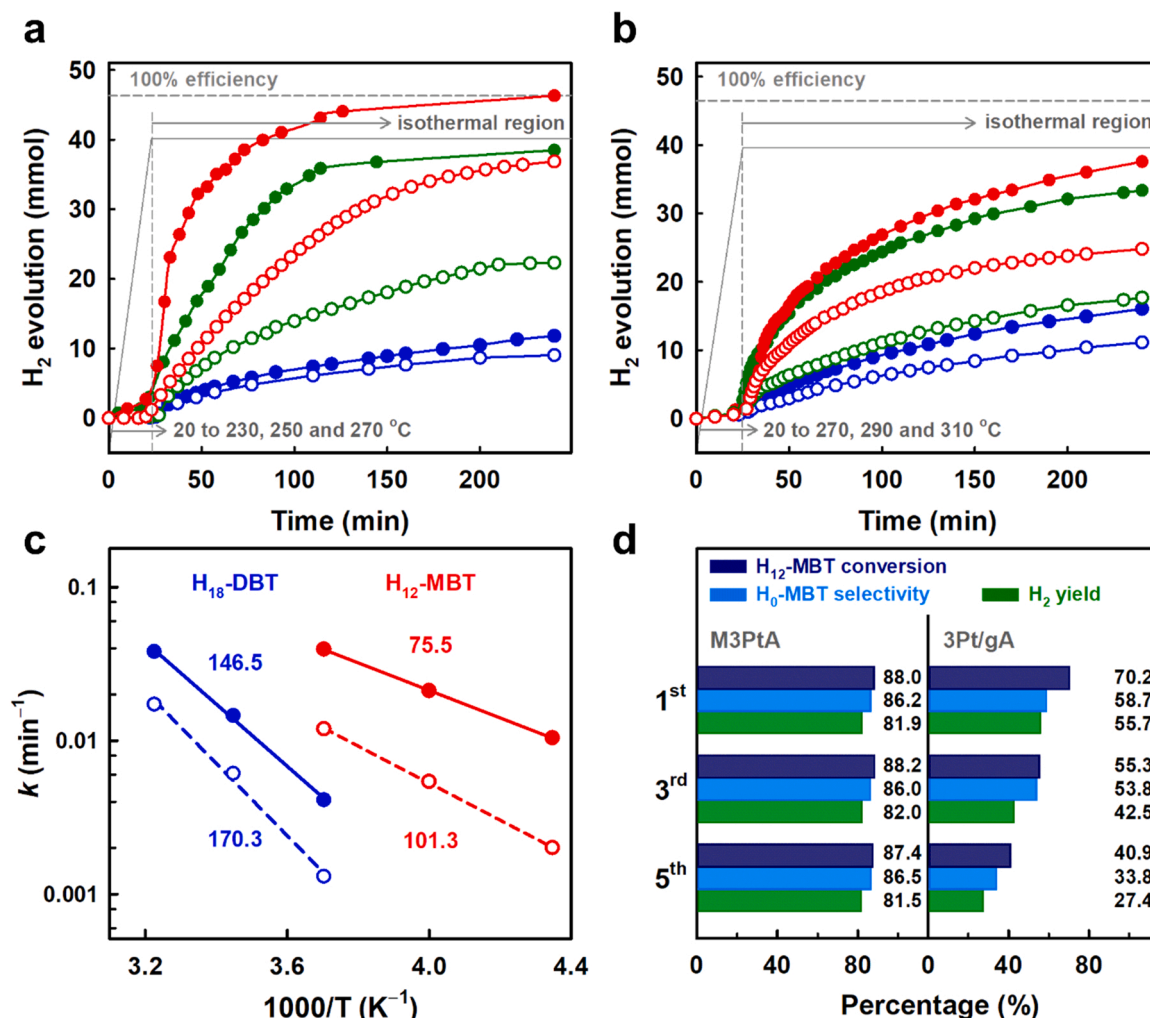 a
50
40
30
20
10
0
H₂ evolution (mmol)
100% efficiency
isothermal region
20 to 230, 250 and 270 °C
0
50
100
150
200
Time (min)
b
50
40
30
20
10
0
H₂ evolution (mmol)
100% efficiency
isothermal region
20 to 270, 290 and 310 °C
0
50
100
150
200
Time (min)
c
0.1
0.01
0.001
k (min⁻¹)
H₁₈-DBT
H₁₂-MBT
146.5
75.5
170.3
101.3
3.2
3.6
4.0
4.4
1000/T (K⁻¹)
d
H₁₂-MBT conversion
H₀-MBT selectivity
H₂ yield
M3PtA
3Pt/gA
1st
88.0
86.2
81.9
70.2
58.7
55.7
3rd
88.2
86.0
82.0
55.3
53.8
42.5
5th
87.4
86.5
81.5
40.9
33.8
27.4
0
40
80
0
40
80
Percentage (%)